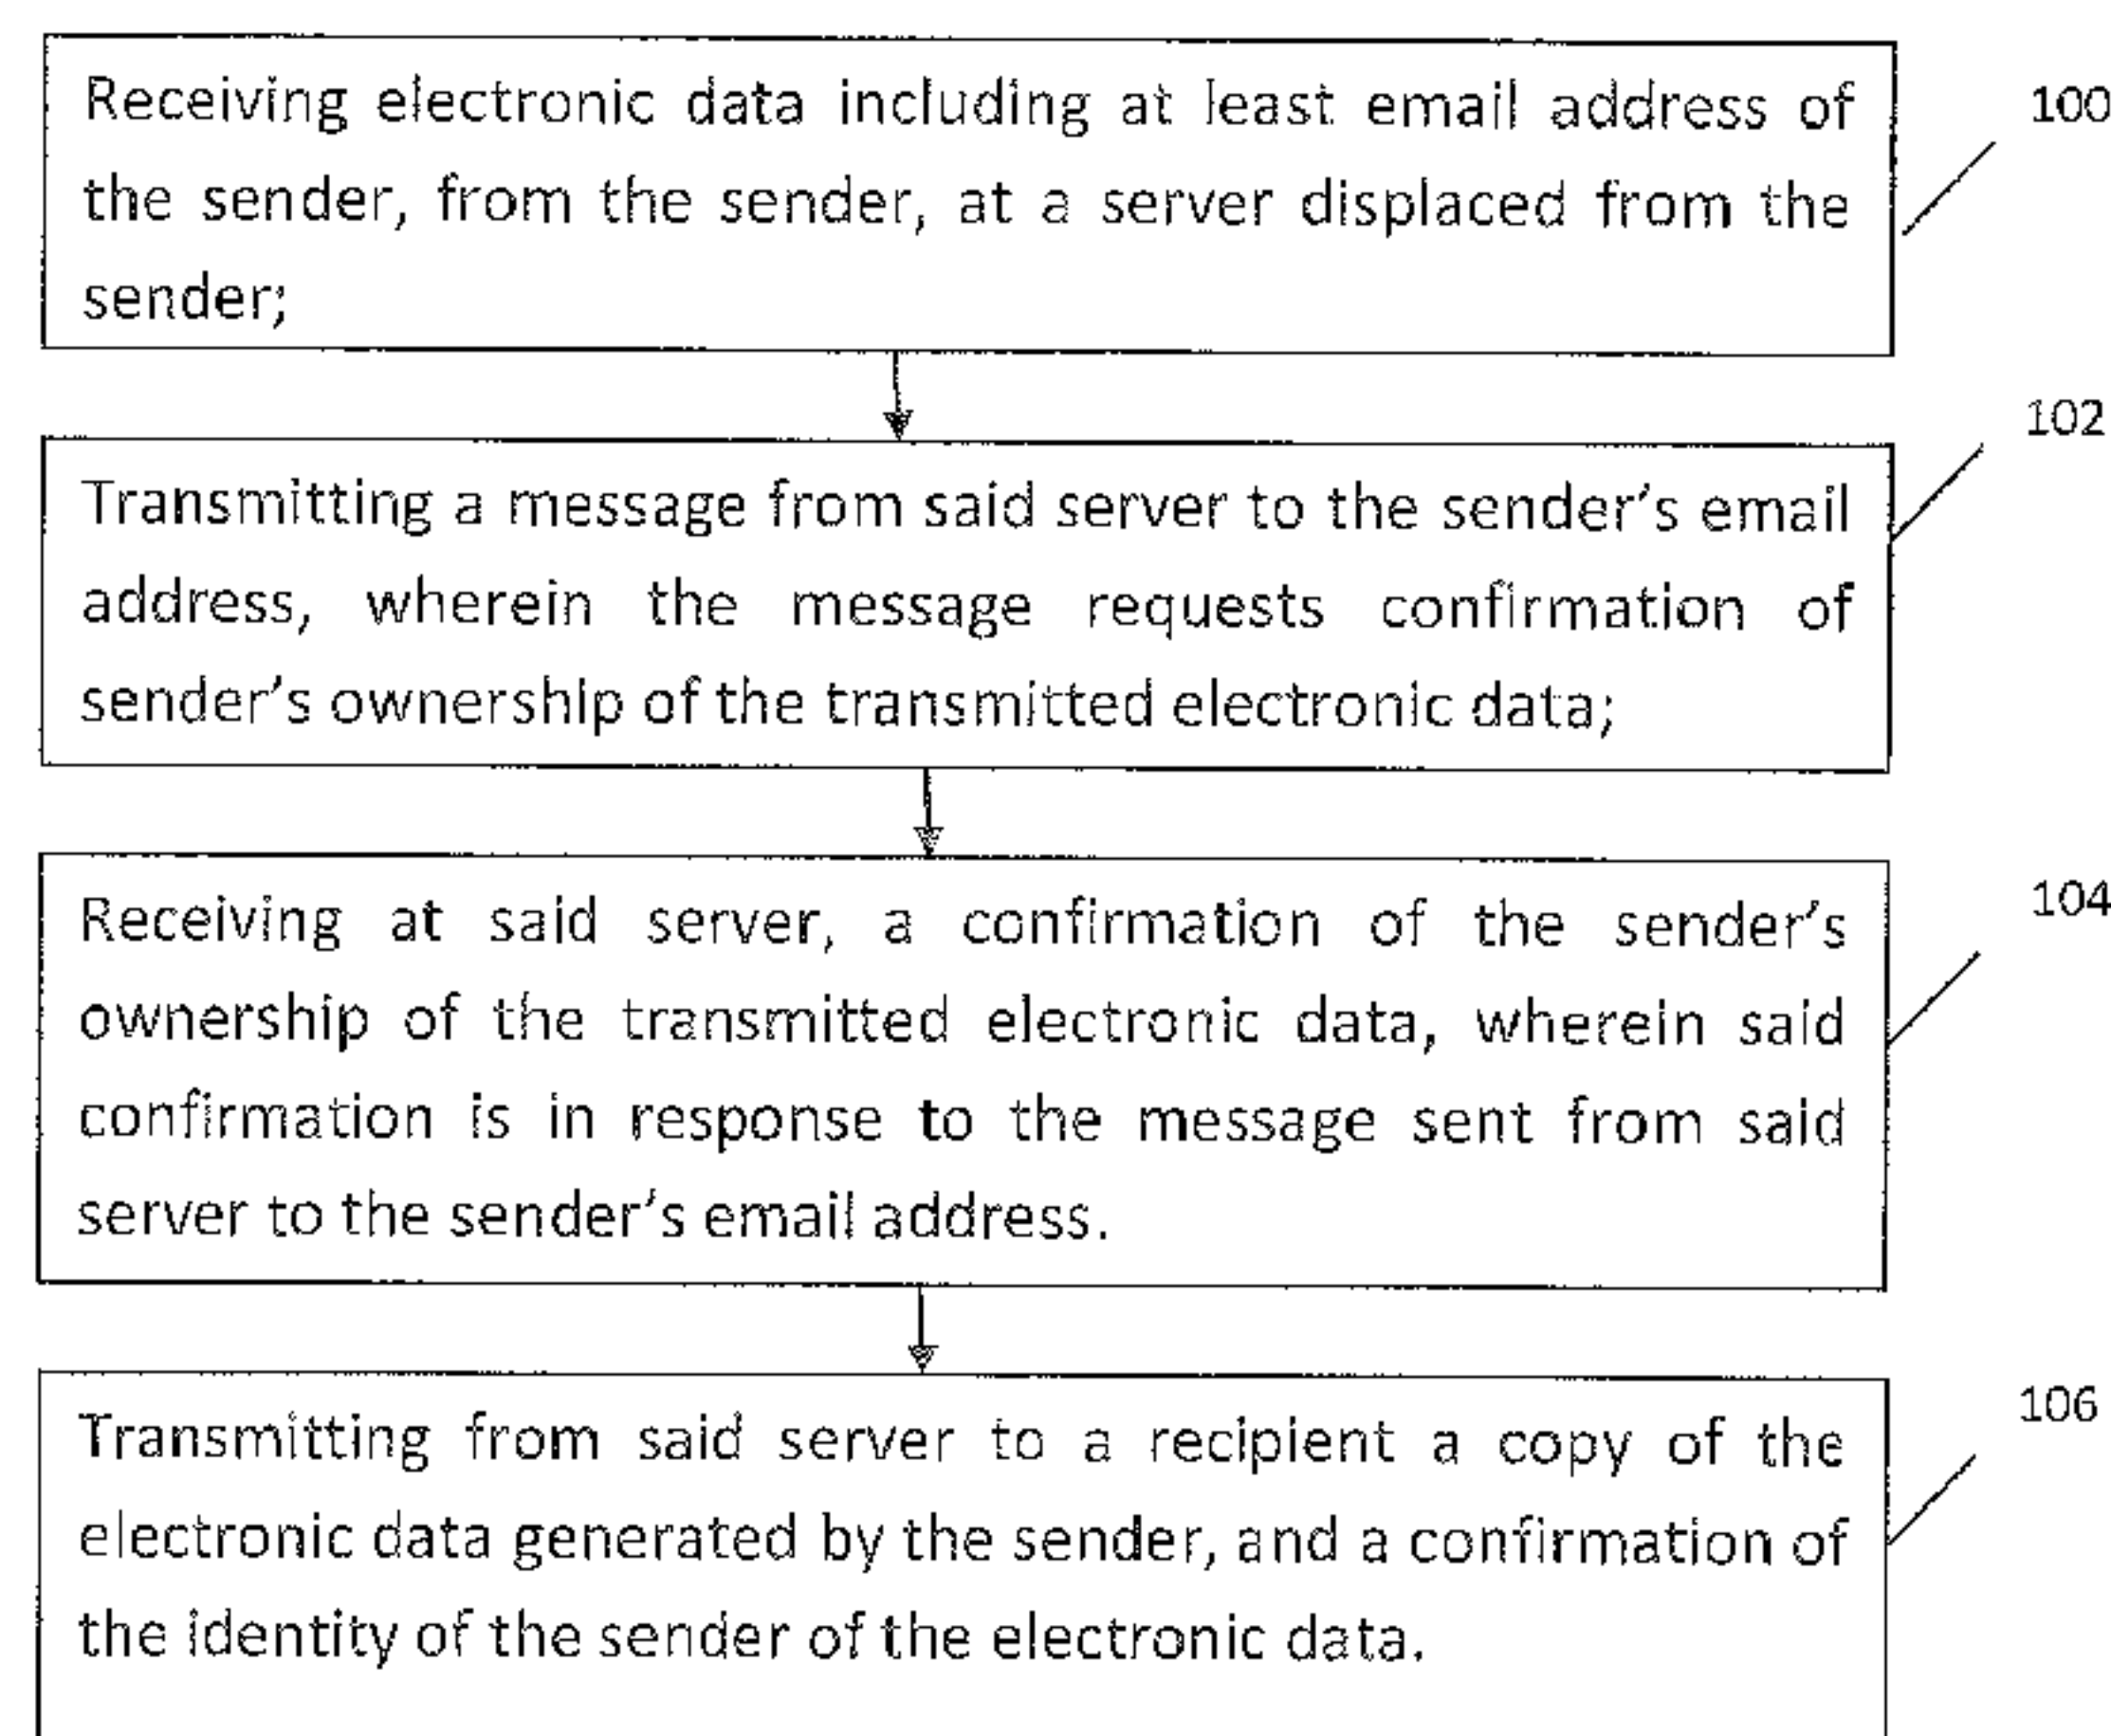 Receiving electronic data including at least email address of
the sender, from the sender, at a server displaced from the
sender;
100
Transmitting a message from said server to the sender's email
address, wherein the message requests confirmation of
sender's ownership of the transmitted electronic data;
102
Receiving at said server, a confirmation of the sender's
ownership of the transmitted electronic data, wherein said
confirmation is in response to the message sent from said
server to the sender's email address.
104
Transmitting from said server to a recipient a copy of the
electronic data generated by the sender, and a confirmation of
the identity of the sender of the electronic data.
106